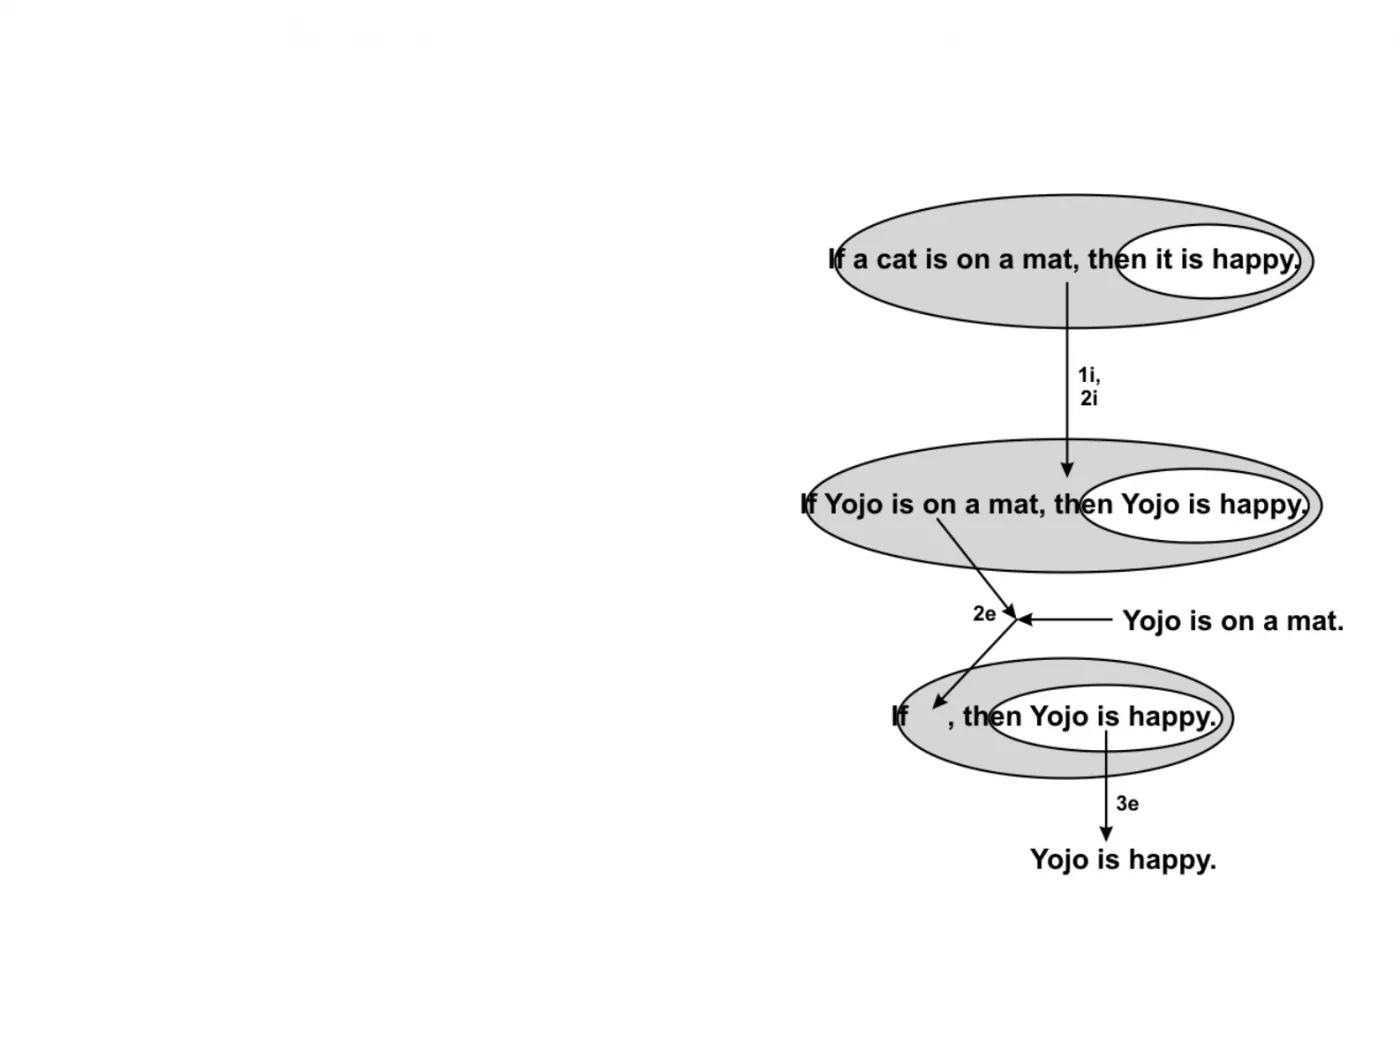 If a cat is on a mat, then it is happy.
1i,
2i
If Yojo is on a mat, then Yojo is happy.
2e
Yojo is on a mat.
If , then Yojo is happy.
3e
Yojo is happy.